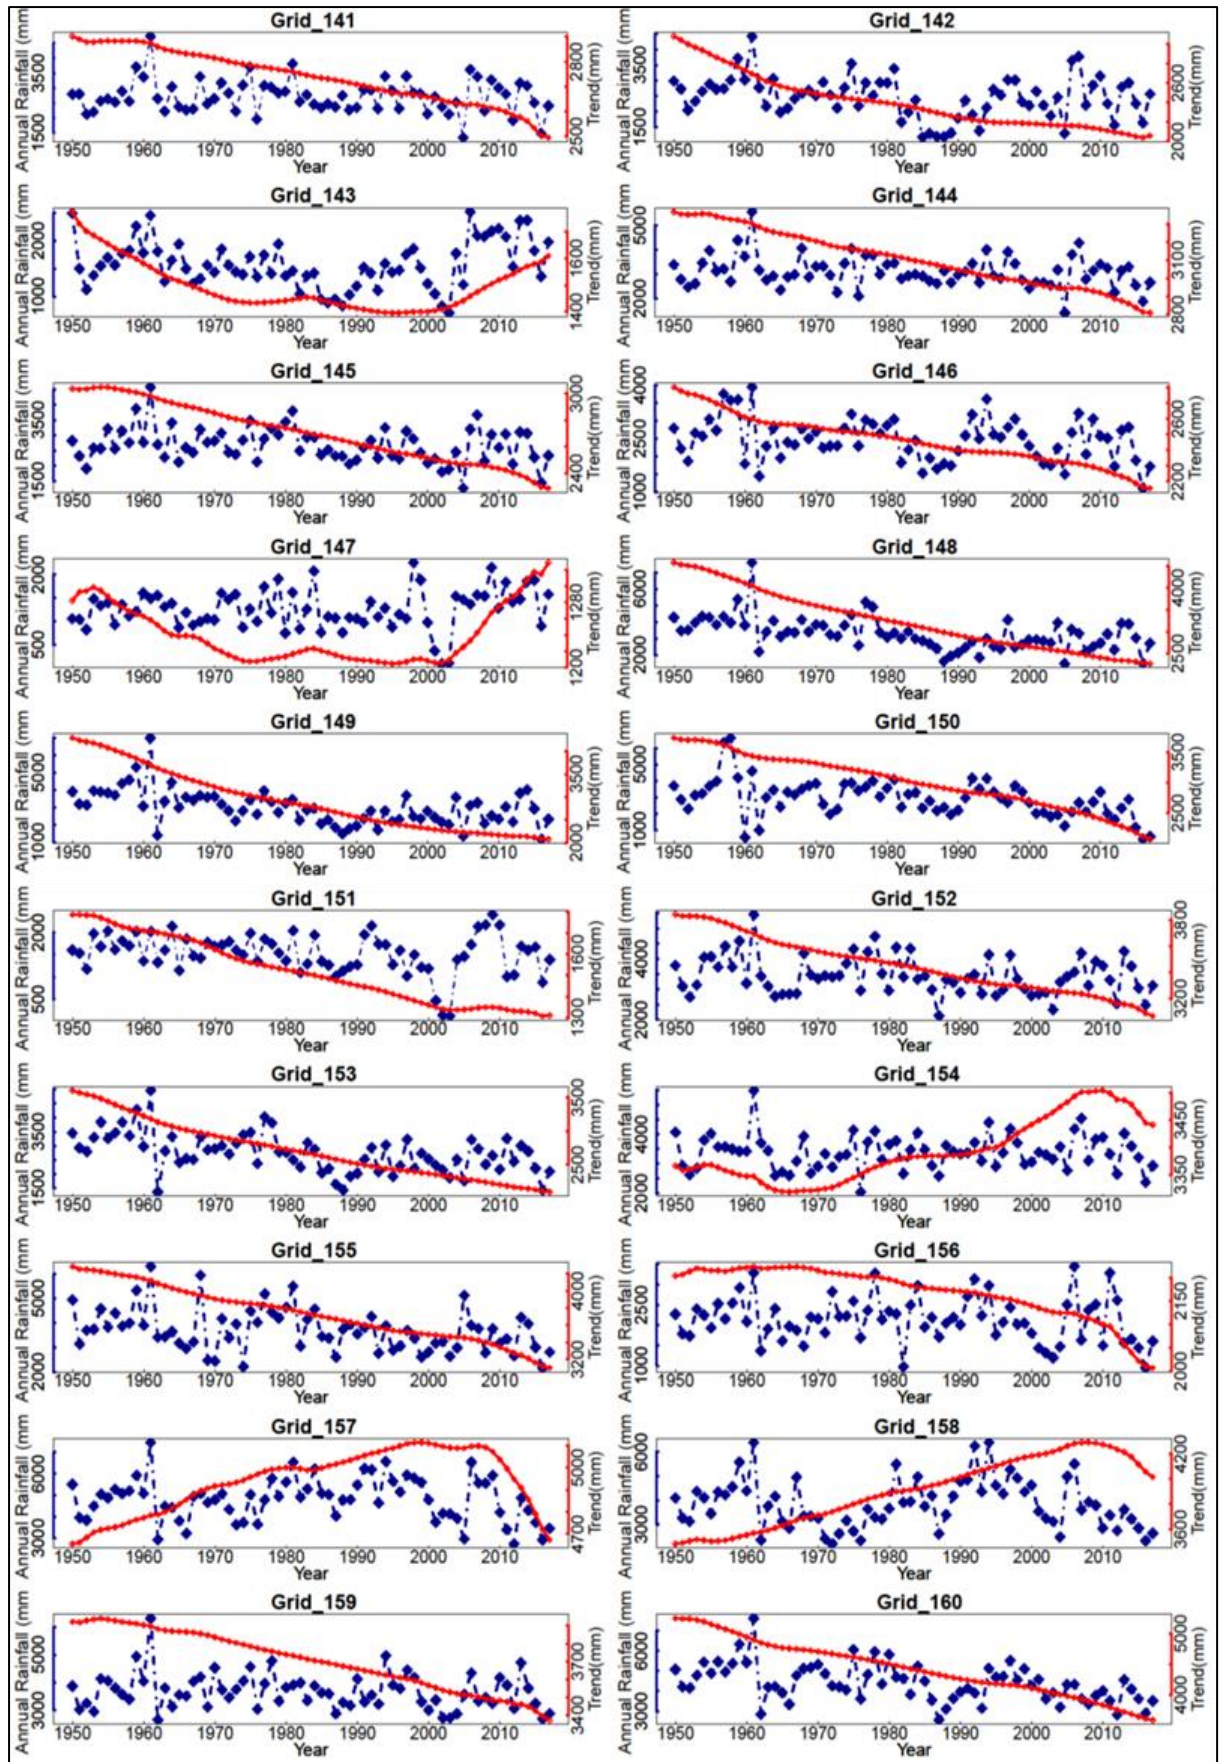 Grid_141
Annual Rainfall (mm
3500
1500
2800
2500
Trend(mm)
1950 1960 1970 1980 1990 2000 2010
Year
Grid_142
Annual Rainfall (mm
3500
1500
2600
2000
Trend(mm)
1950 1960 1970 1980 1990 2000 2010
Year
Grid_143
Annual Rainfall (mm
2000
1000
1600
1400
Trend(mm)
1950 1960 1970 1980 1990 2000 2010
Year
Grid_144
Annual Rainfall (mm
5000
2000
3100
2800
Trend(mm)
1950 1960 1970 1980 1990 2000 2010
Year
Grid_145
Annual Rainfall (mm
3500
1500
3000
2400
Trend(mm)
1950 1960 1970 1980 1990 2000 2010
Year
Grid_146
Annual Rainfall (mm
4000
2500
1000
2600
2200
Trend(mm)
1950 1960 1970 1980 1990 2000 2010
Year
Grid_147
Annual Rainfall (mm
2000
500
1280
1200
Trend(mm)
1950 1960 1970 1980 1990 2000 2010
Year
Grid_148
Annual Rainfall (mm
6000
2000
4000
2500
Trend(mm)
1950 1960 1970 1980 1990 2000 2010
Year
Grid_149
Annual Rainfall (mm
5000
1000
3500
2000
Trend(mm)
1950 1960 1970 1980 1990 2000 2010
Year
Grid_150
Annual Rainfall (mm
5000
1000
3500
2500
Trend(mm)
1950 1960 1970 1980 1990 2000 2010
Year
Grid_151
Annual Rainfall (mm
2000
500
1600
1300
Trend(mm)
1950 1960 1970 1980 1990 2000 2010
Year
Grid_152
Annual Rainfall (mm
4000
2000
3800
3200
Trend(mm)
1950 1960 1970 1980 1990 2000 2010
Year
Grid_153
Annual Rainfall (mm
3500
1500
3500
2500
Trend(mm)
1950 1960 1970 1980 1990 2000 2010
Year
Grid_154
Annual Rainfall (mm
4000
2000
3450
3350
Trend(mm)
1950 1960 1970 1980 1990 2000 2010
Year
Grid_155
Annual Rainfall (mm
5000
2000
4000
3200
Trend(mm)
1950 1960 1970 1980 1990 2000 2010
Year
Grid_156
Annual Rainfall (mm
2500
1000
2150
2000
Trend(mm)
1950 1960 1970 1980 1990 2000 2010
Year
Grid_157
Annual Rainfall (mm
6000
3000
5000
4700
Trend(mm)
1950 1960 1970 1980 1990 2000 2010
Year
Grid_158
Annual Rainfall (mm
6000
3000
4200
3600
Trend(mm)
1950 1960 1970 1980 1990 2000 2010
Year
Grid_159
Annual Rainfall (mm
5000
3000
3700
3400
Trend(mm)
1950 1960 1970 1980 1990 2000 2010
Year
Grid_160
Annual Rainfall (mm
6000
3000
5000
4000
Trend(mm)
1950 1960 1970 1980 1990 2000 2010
Year